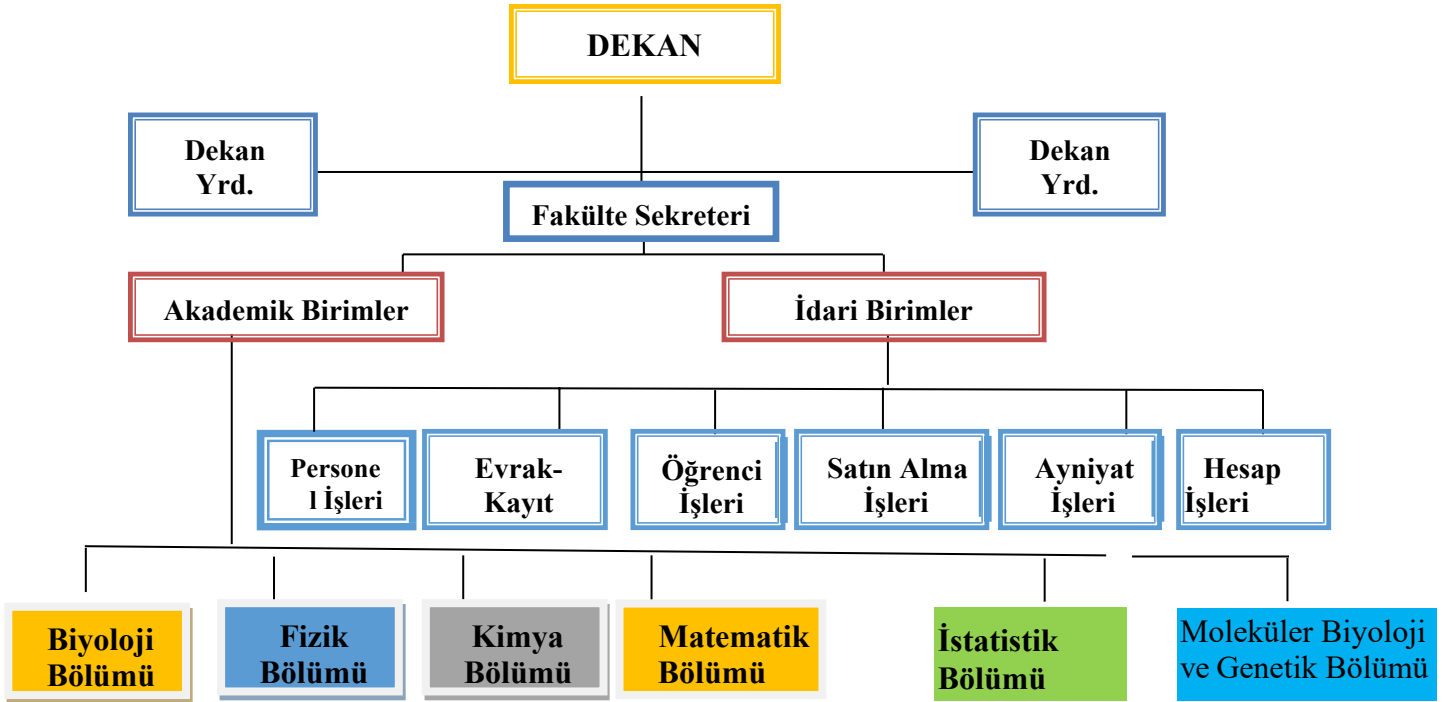 DEKAN
Dekan
Yrd.
Dekan
Yrd.
Fakülte Sekreteri
Akademik Birimler
İdari Birimler
Persone
l İşleri
Evrak-
Kayıt
Öğrenci
İşleri
Satın Alma
İşleri
Ayniyat
İşleri
Hesap
İşleri
Biyoloji
Bölümü
Fizik
Bölümü
Kimya
Bölümü
Matematik
Bölümü
İstatistik
Bölümü
Moleküler Biyoloji
ve Genetik Bölümü